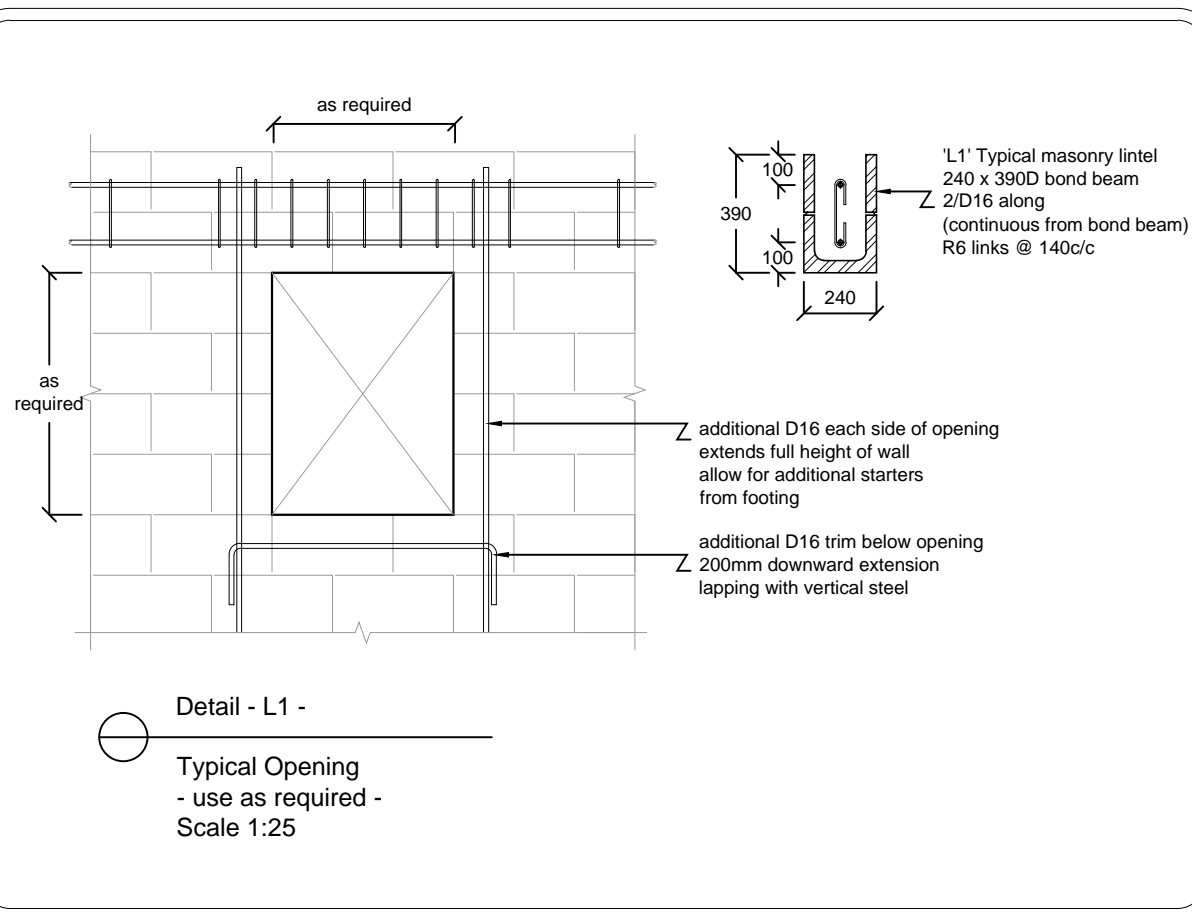 as required
as
required
100
390
100
240
'L1' Typical masonry lintel
240 x 390D bond beam
2/D16 along
(continuous from bond beam)
R6 links @ 140c/c
additional D16 each side of opening
extends full height of wall
allow for additional starters
from footing
additional D16 trim below opening
200mm downward extension
lapping with vertical steel
Detail - L1 -
Typical Opening
- use as required -
Scale 1:25